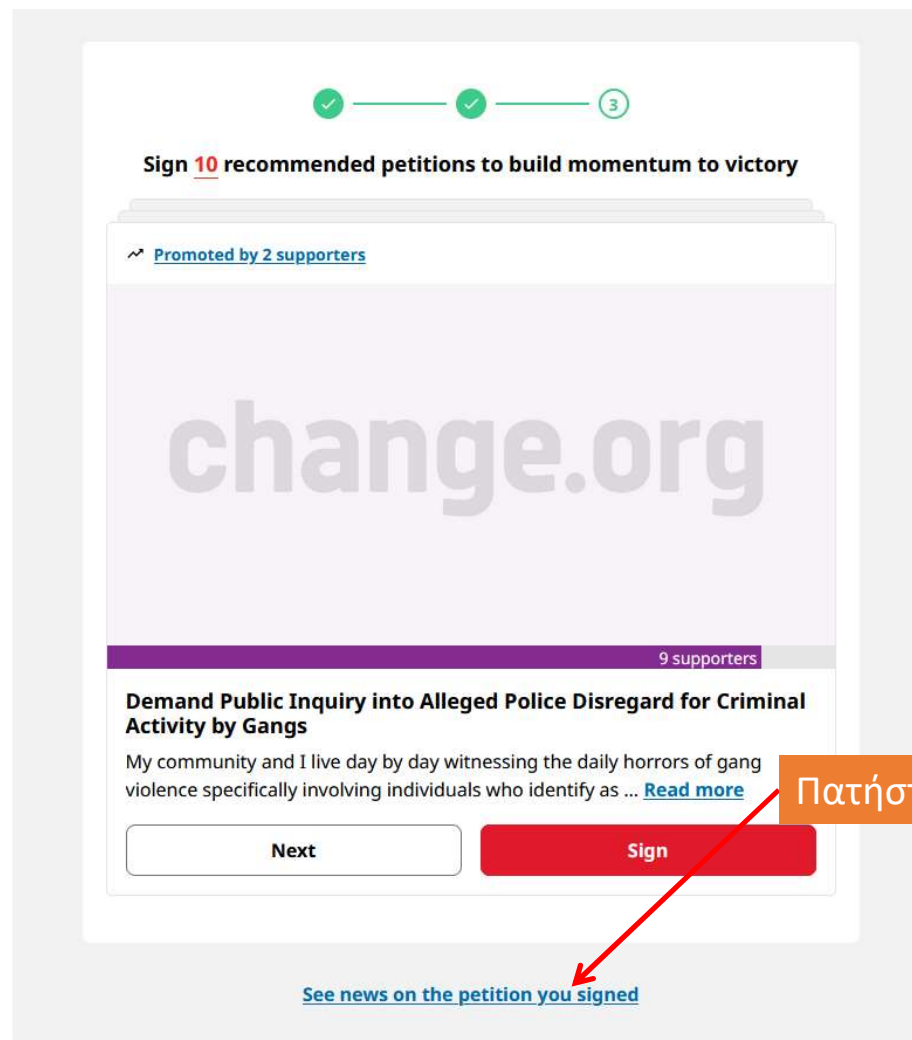 3
Sign 10 recommended petitions to build momentum to victory
Promoted by 2 supporters
change.org
9 supporters
Demand Public Inquiry into Alleged Police Disregard for Criminal
Activity by Gangs
My community and I live day by day witnessing the daily horrors of gang
violence specifically involving individuals who identify as ... Read more
Next
Sign
See news on the petition you signed